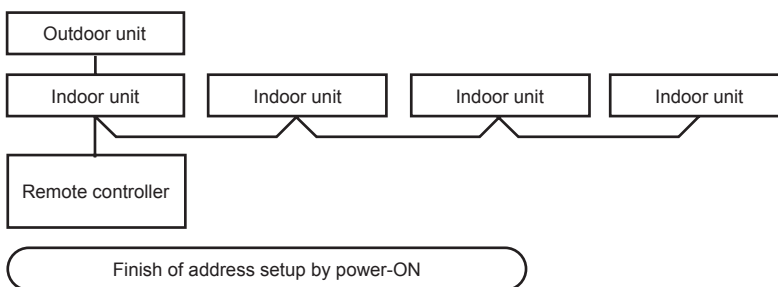 Outdoor unit
Indoor unit Indoor unit Indoor unit Indoor unit
Remote controller
Finish of address setup by power-ON